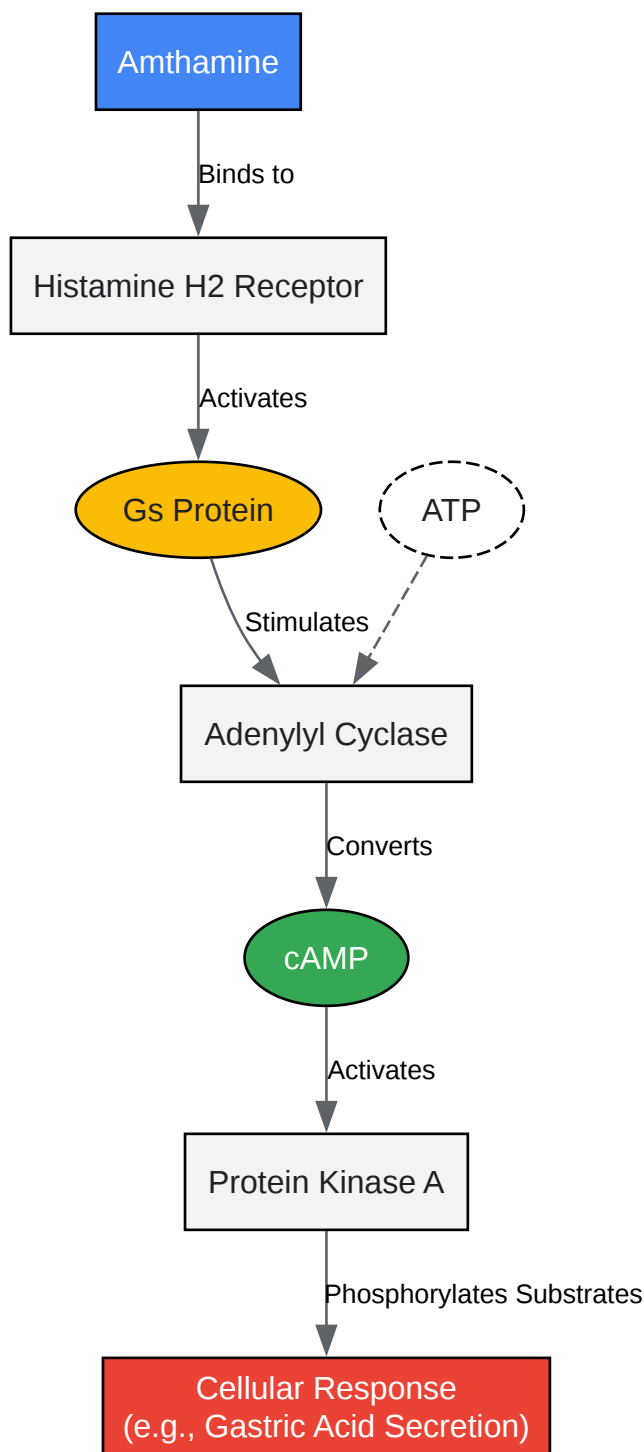 Amthamine
Binds to
Histamine H2 Receptor
Activates
Gs Protein
ATP
Stimulates
Adenylyl Cyclase
Converts
cAMP
Activates
Protein Kinase A
Phosphorylates Substrates
Cellular Response
(e.g., Gastric Acid Secretion)